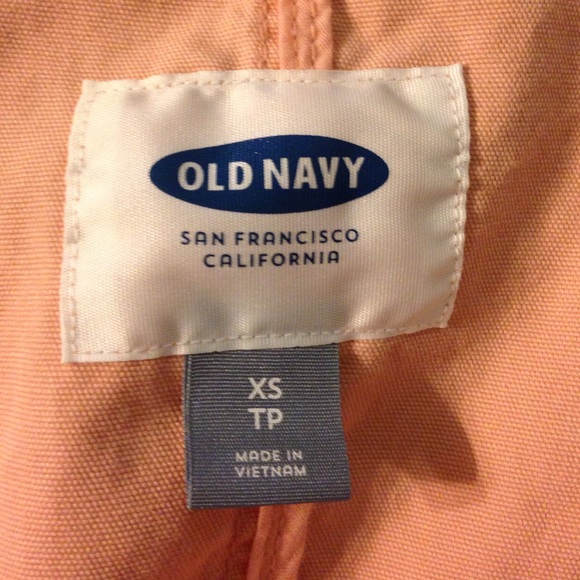 OLD NAVY
SAN FRANCISCO
CALIFORNIA
XS
TP
MADE IN
VIETNAM